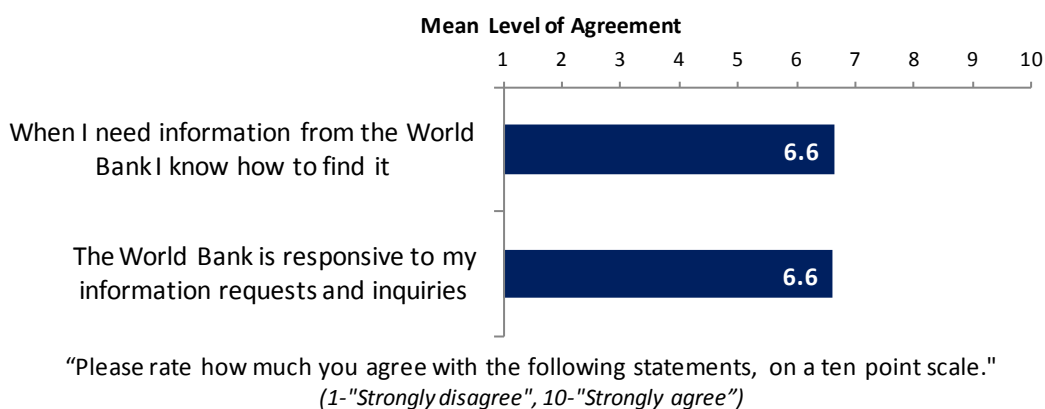 Mean Level of Agreement
1 2 3 4 5 6 7 8 9 10
When I need information from the World
Bank I know how to find it
6.6
The World Bank is responsive to my
information requests and inquiries
6.6
“Please rate how much you agree with the following statements, on a ten point scale."
(1-"Strongly disagree", 10-"Strongly agree”)